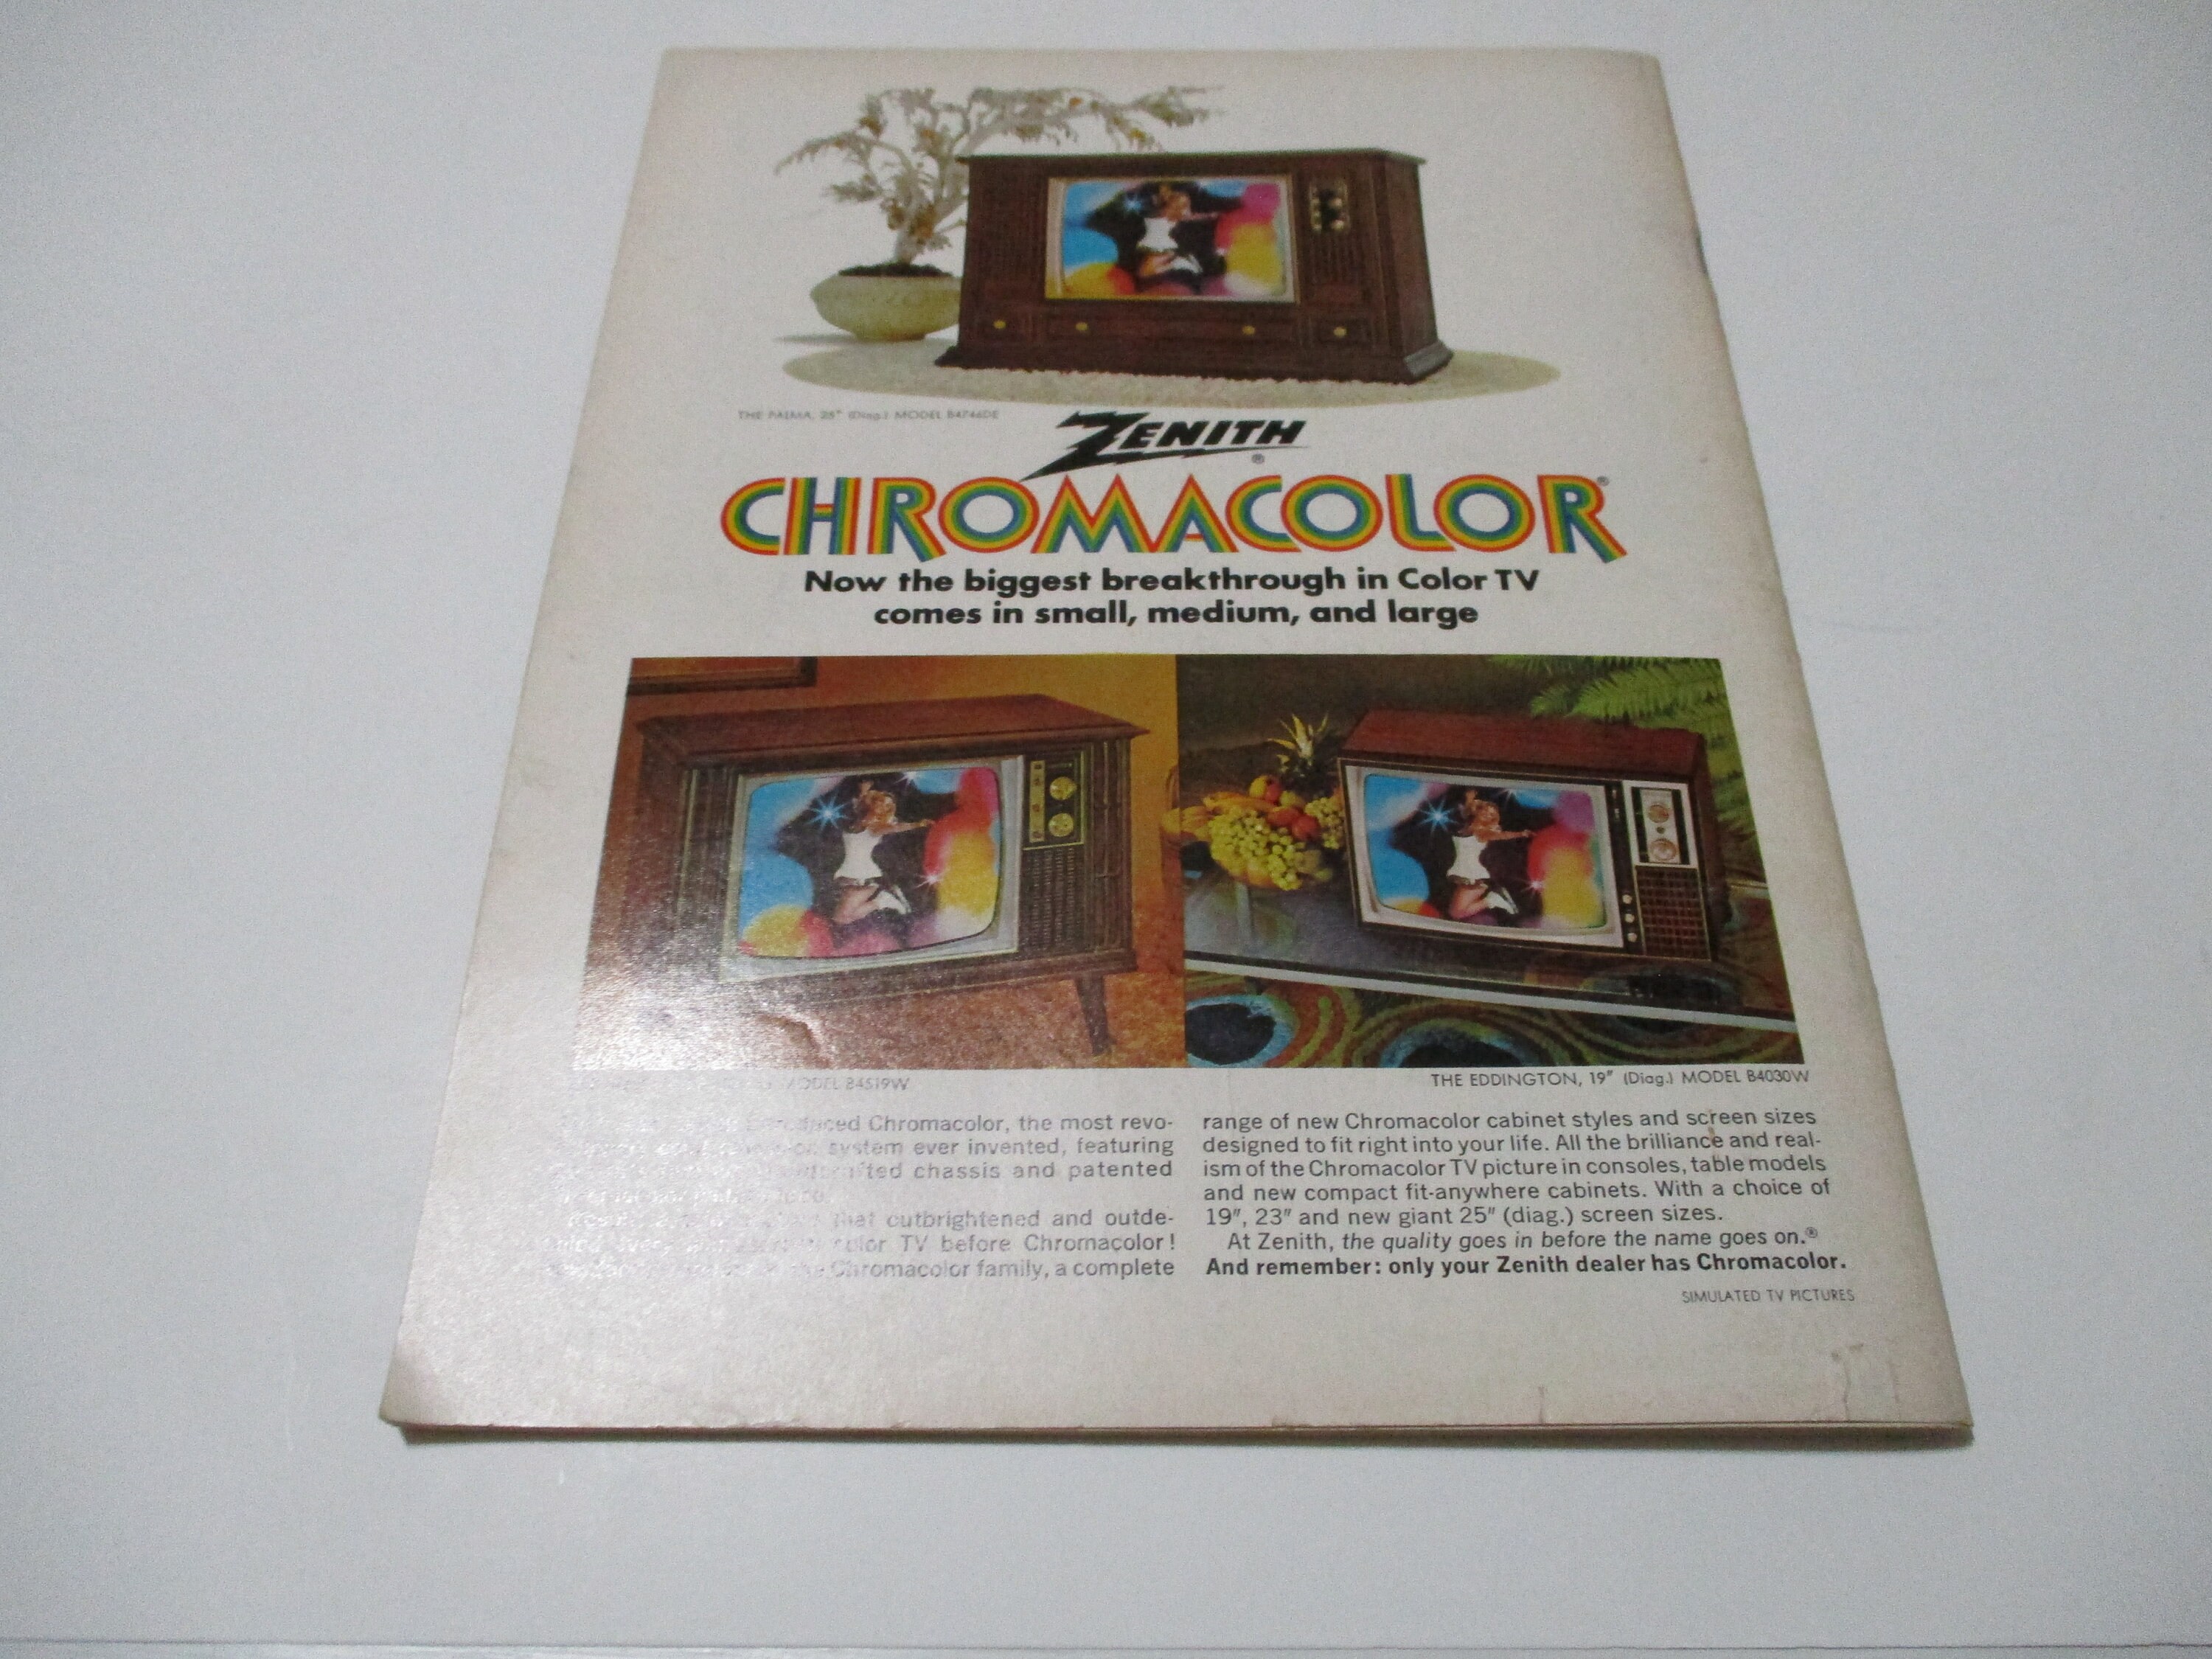 THE PALMA, 25" (Diag.) MODEL B4746DE
ZENITH®
CHROMACOLOR®
Now the biggest breakthrough in Color TV
comes in small, medium, and large
MODEL B4519W
THE EDDINGTON, 19" (Diag.) MODEL B4030W
Chromacolor, the most revo-
system ever invented, featuring
chassis and patented
that outbrightened and outde-
color TV before Chromacolor!
the Chromacolor family, a complete
range of new Chromacolor cabinet styles and screen sizes
designed to fit right into your life. All the brilliance and real-
ism of the Chromacolor TV picture in consoles, table models
and new compact fit-anywhere cabinets. With a choice of
19", 23" and new giant 25" (diag.) screen sizes.
At Zenith, the quality goes in before the name goes on.®
And remember: only your Zenith dealer has Chromacolor.
SIMULATED TV PICTURES